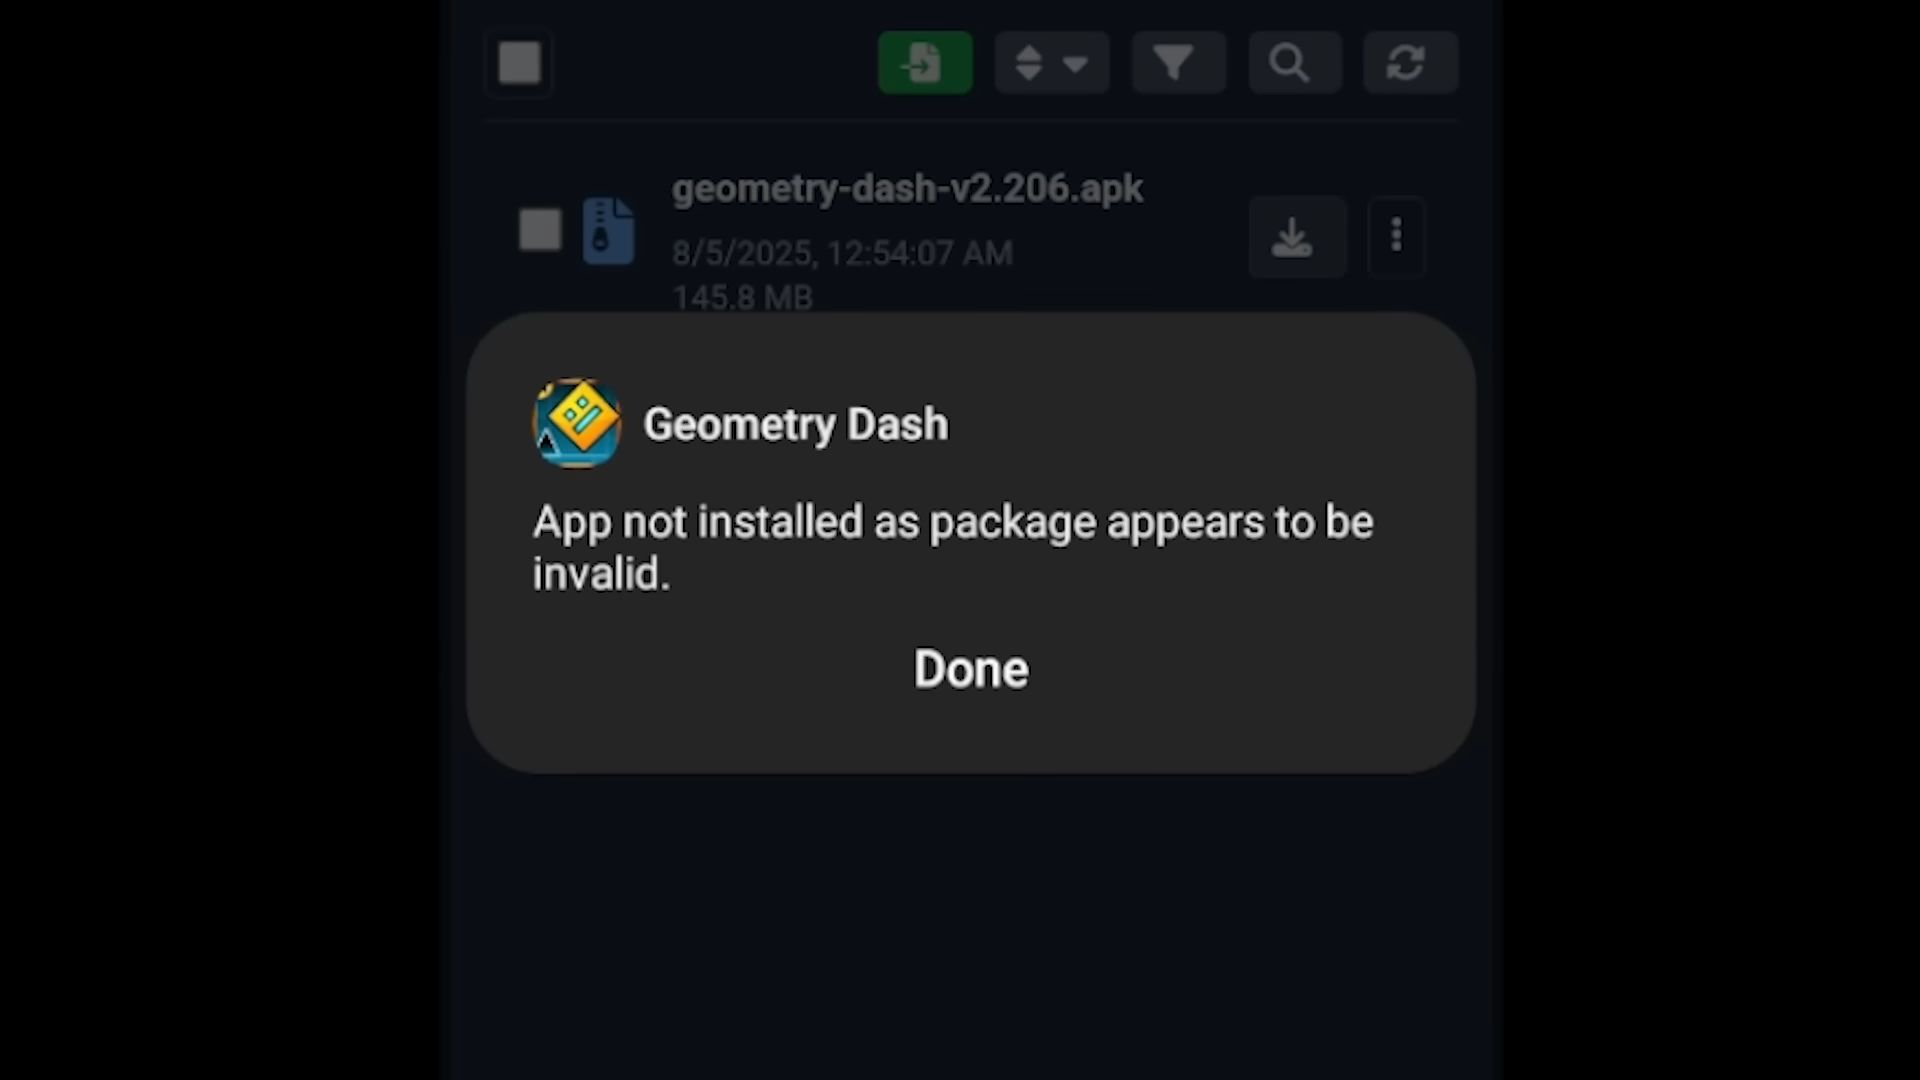 geometry-dash-v2.206.apk
8/5/2025, 12:54:07 AM
145.8 MB
Geometry Dash
App not installed as package appears to be
invalid.
Done